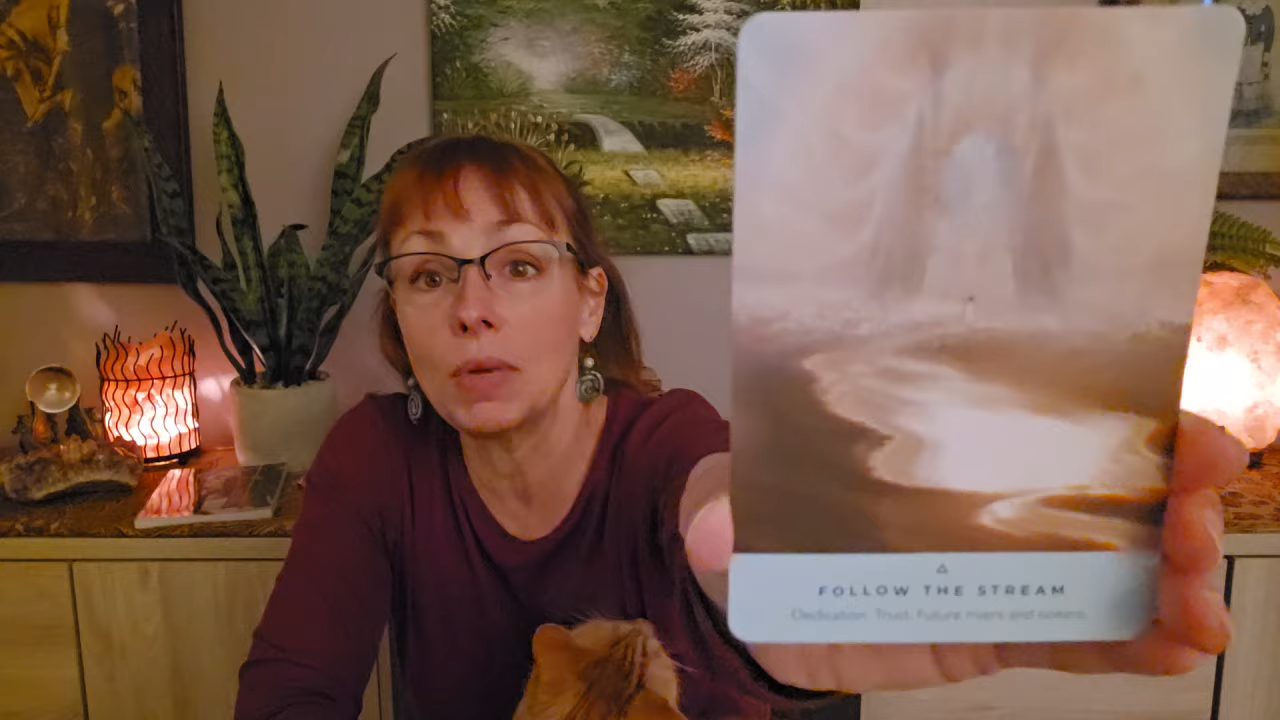 FOLLOW THE STREAM
Dedication. Trust. Future rivers and oceans.